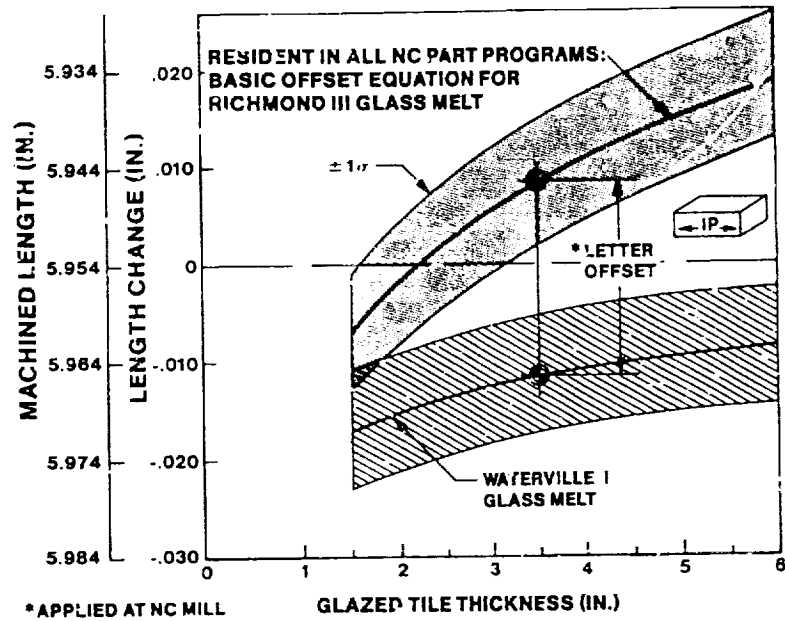 RESIDENT IN ALL NC PART PROGRAMS:
BASIC OFFSET EQUATION FOR
RICHMOND III GLASS MELT
±1σ
IP
*LETTER
OFFSET
WATERVILLE I
GLASS MELT
MACHINED LENGTH (IN.)
5.934
5.944
5.954
5.964
5.974
5.984
LENGTH CHANGE (IN.)
.020
.010
0
-.010
-.020
-.030
0 1 2 3 4 5 6
GLAZED TILE THICKNESS (IN.)
*APPLIED AT NC MILL